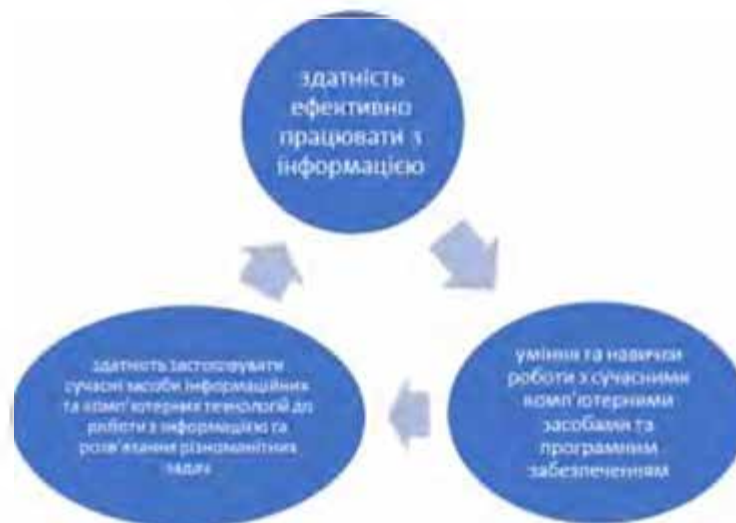 здатність
ефективно
працювати з
інформацією
уміння та навички
роботи з сучасними
комп'ютерними
засобами та
програмним
забезпеченням
здатність застосовувати
сучасні засоби інформаційних
та комп'ютерних технологій до
роботи з інформацією та
розв'язання різноманітних
задач